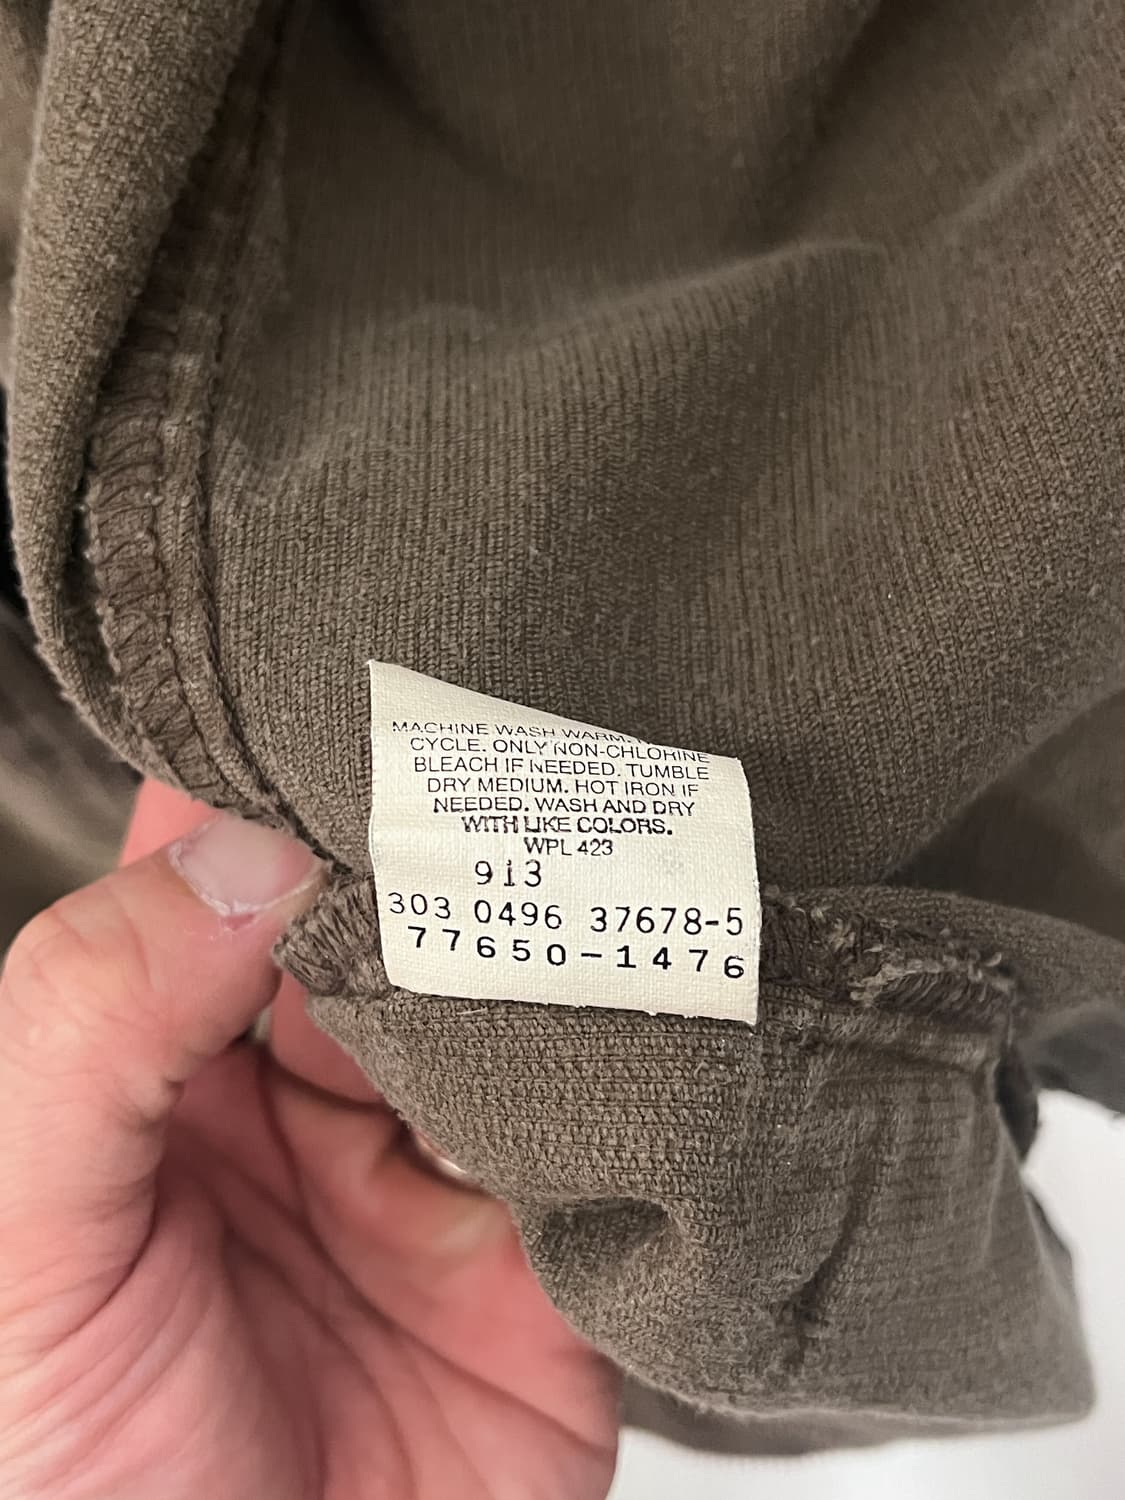 MACHINE WASH WARM.
CYCLE. ONLY NON-CHLORINE
BLEACH IF NEEDED. TUMBLE
DRY MEDIUM. HOT IRON IF
NEEDED. WASH AND DRY
WITH LIKE COLORS.
WPL 423
913
303 0496 37678-5
77650-1476